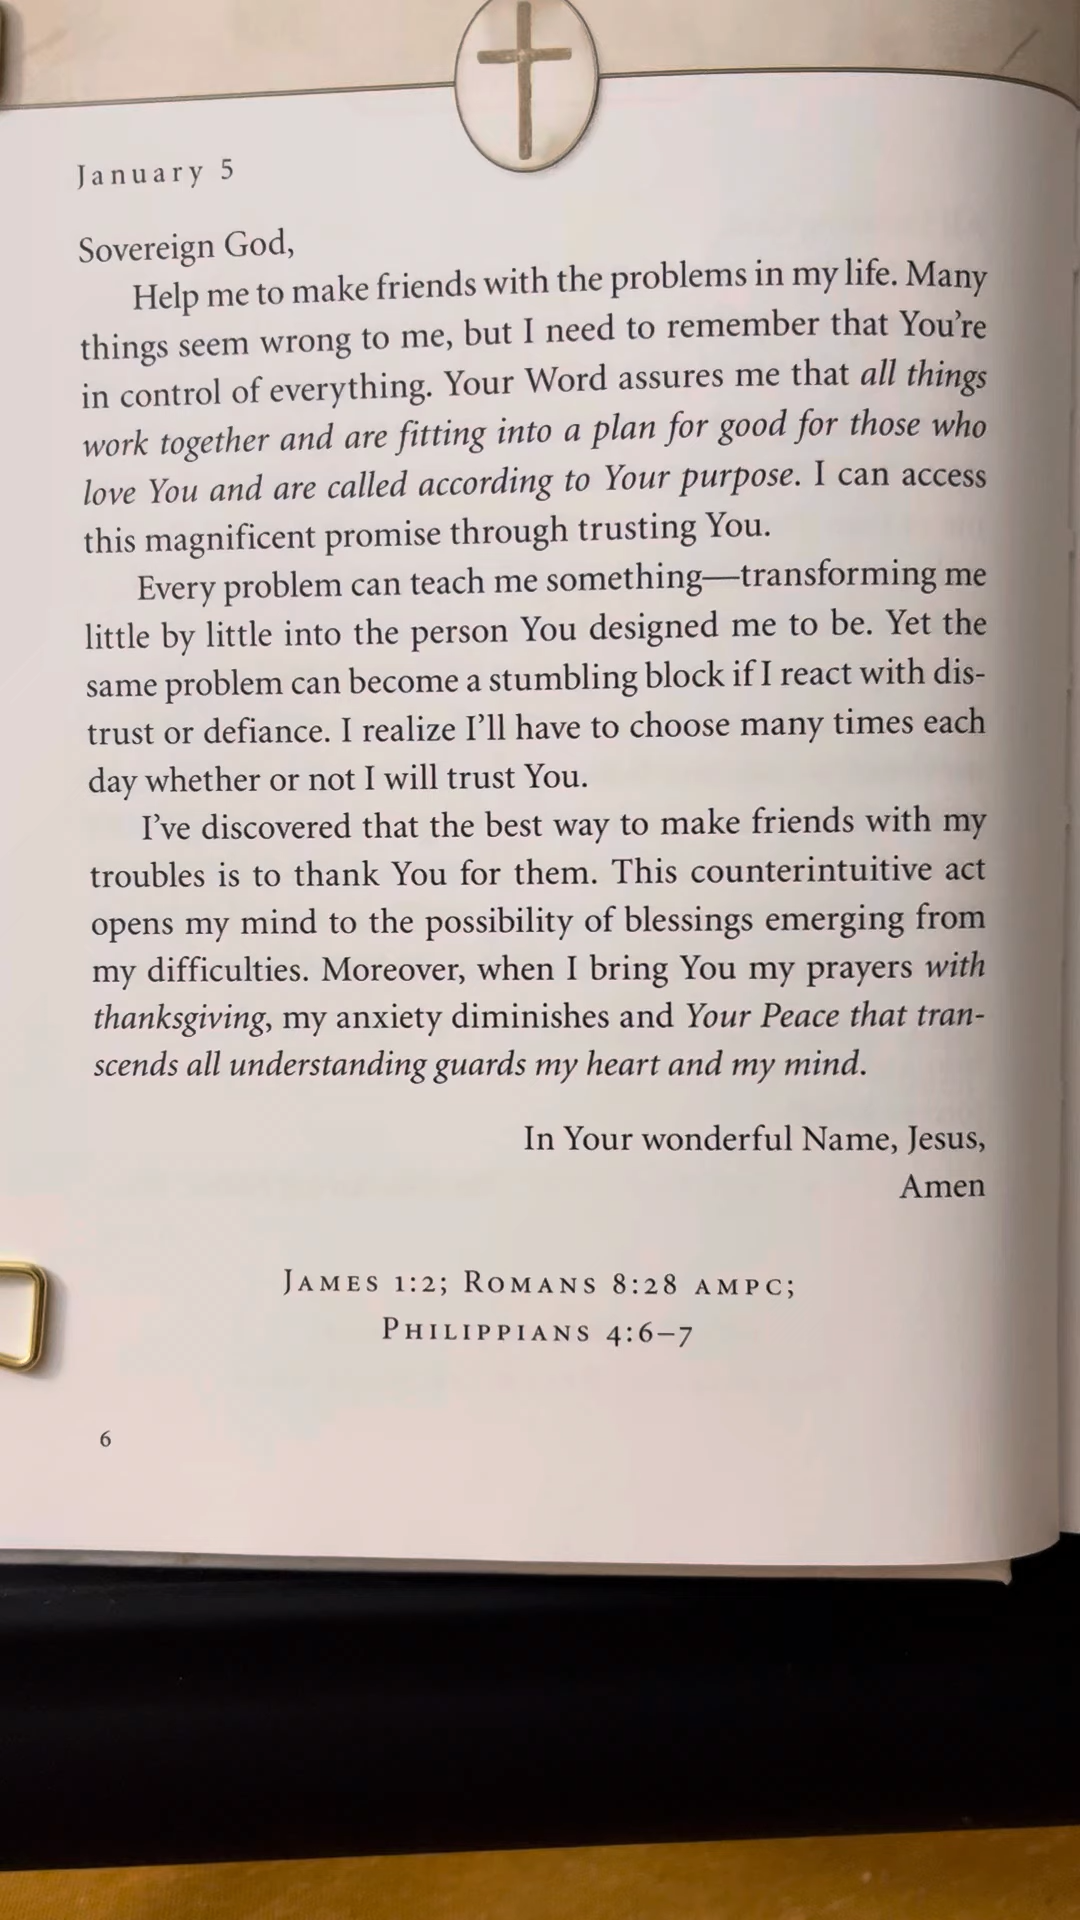 January 5
Sovereign God,
Help me to make friends with the problems in my life. Many
things seem wrong to me, but I need to remember that You're
in control of everything. Your Word assures me that all things
work together and are fitting into a plan for good for those who
love You and are called according to Your purpose. I can access
this magnificent promise through trusting You.
Every problem can teach me something—transforming me
little by little into the person You designed me to be. Yet the
same problem can become a stumbling block if I react with dis-
trust or defiance. I realize I'll have to choose many times each
day whether or not I will trust You.
I've discovered that the best way to make friends with my
troubles is to thank You for them. This counterintuitive act
opens my mind to the possibility of blessings emerging from
my difficulties. Moreover, when I bring You my prayers with
thanksgiving, my anxiety diminishes and Your Peace that tran-
scends all understanding guards my heart and my mind.
In Your wonderful Name, Jesus,
Amen
James 1:2; Romans 8:28 AMPC;
Philippians 4:6–7
6